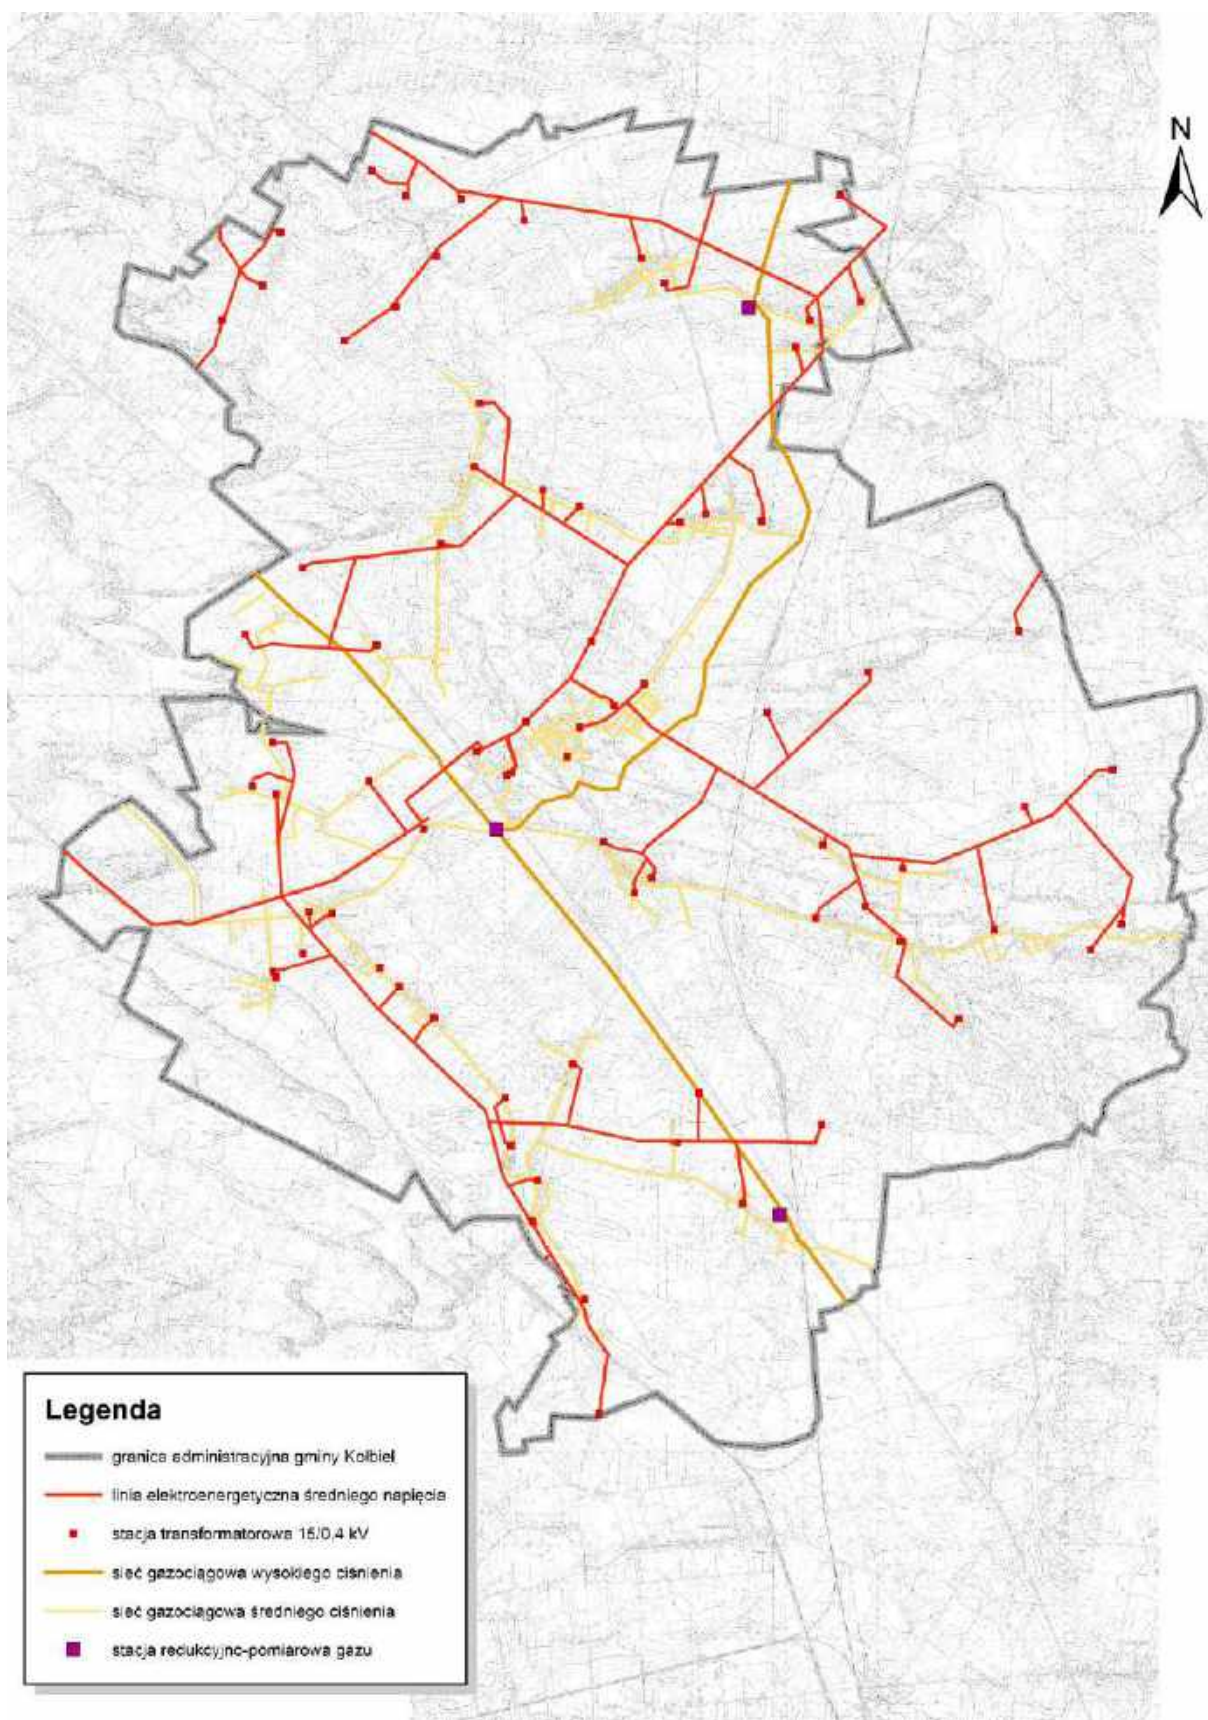 N
Legenda
granica administracyjna gminy Kołbiel
linia elektroenergetyczna średniego napięcia
stacja transformatorowa 15/0,4 kV
sieć gazociągowa wysokiego ciśnienia
sieć gazociągowa średniego ciśnienia
stacja redukcyjno-pomiarowa gazu